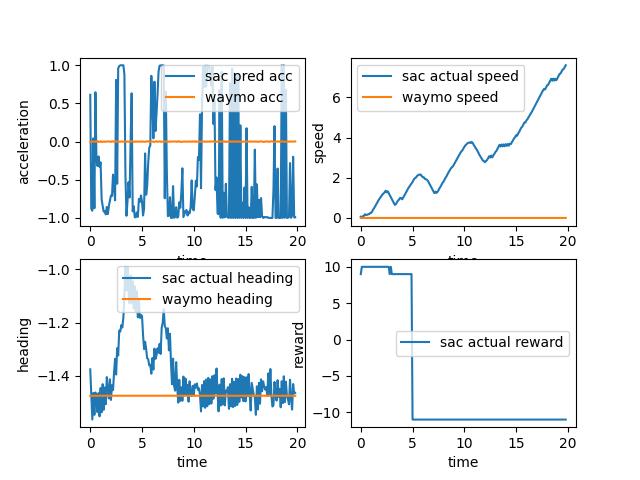 1.0
0.5
0.0
−0.5
−1.0
acceleration
sac pred acc
waymo acc
0 5 10 15 20
time
6
4
2
0
speed
sac actual speed
waymo speed
0 5 10 15 20
time
−1.0
−1.2
−1.4
heading
sac actual heading
waymo heading
0 5 10 15 20
time
10
5
0
−5
−10
reward
sac actual reward
0 5 10 15 20
time